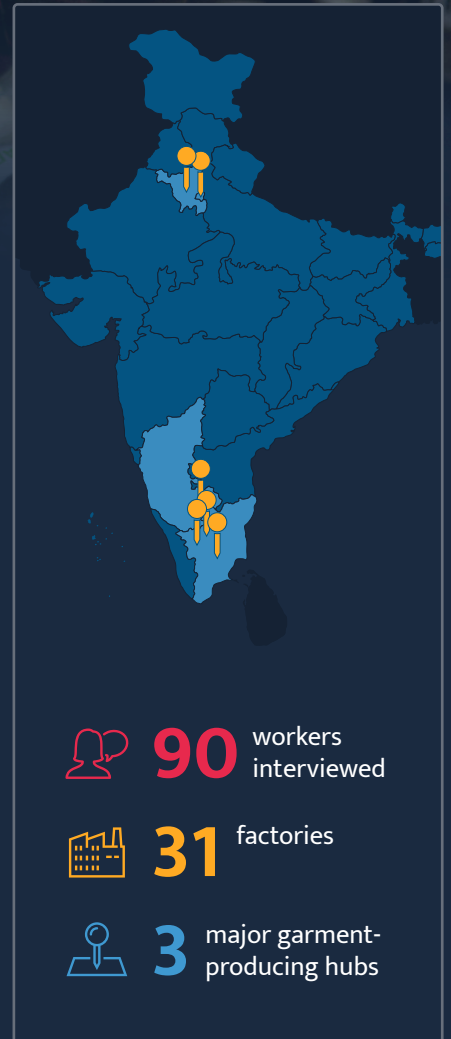 90 workers
interviewed
31 factories
3 major garment-
producing hubs